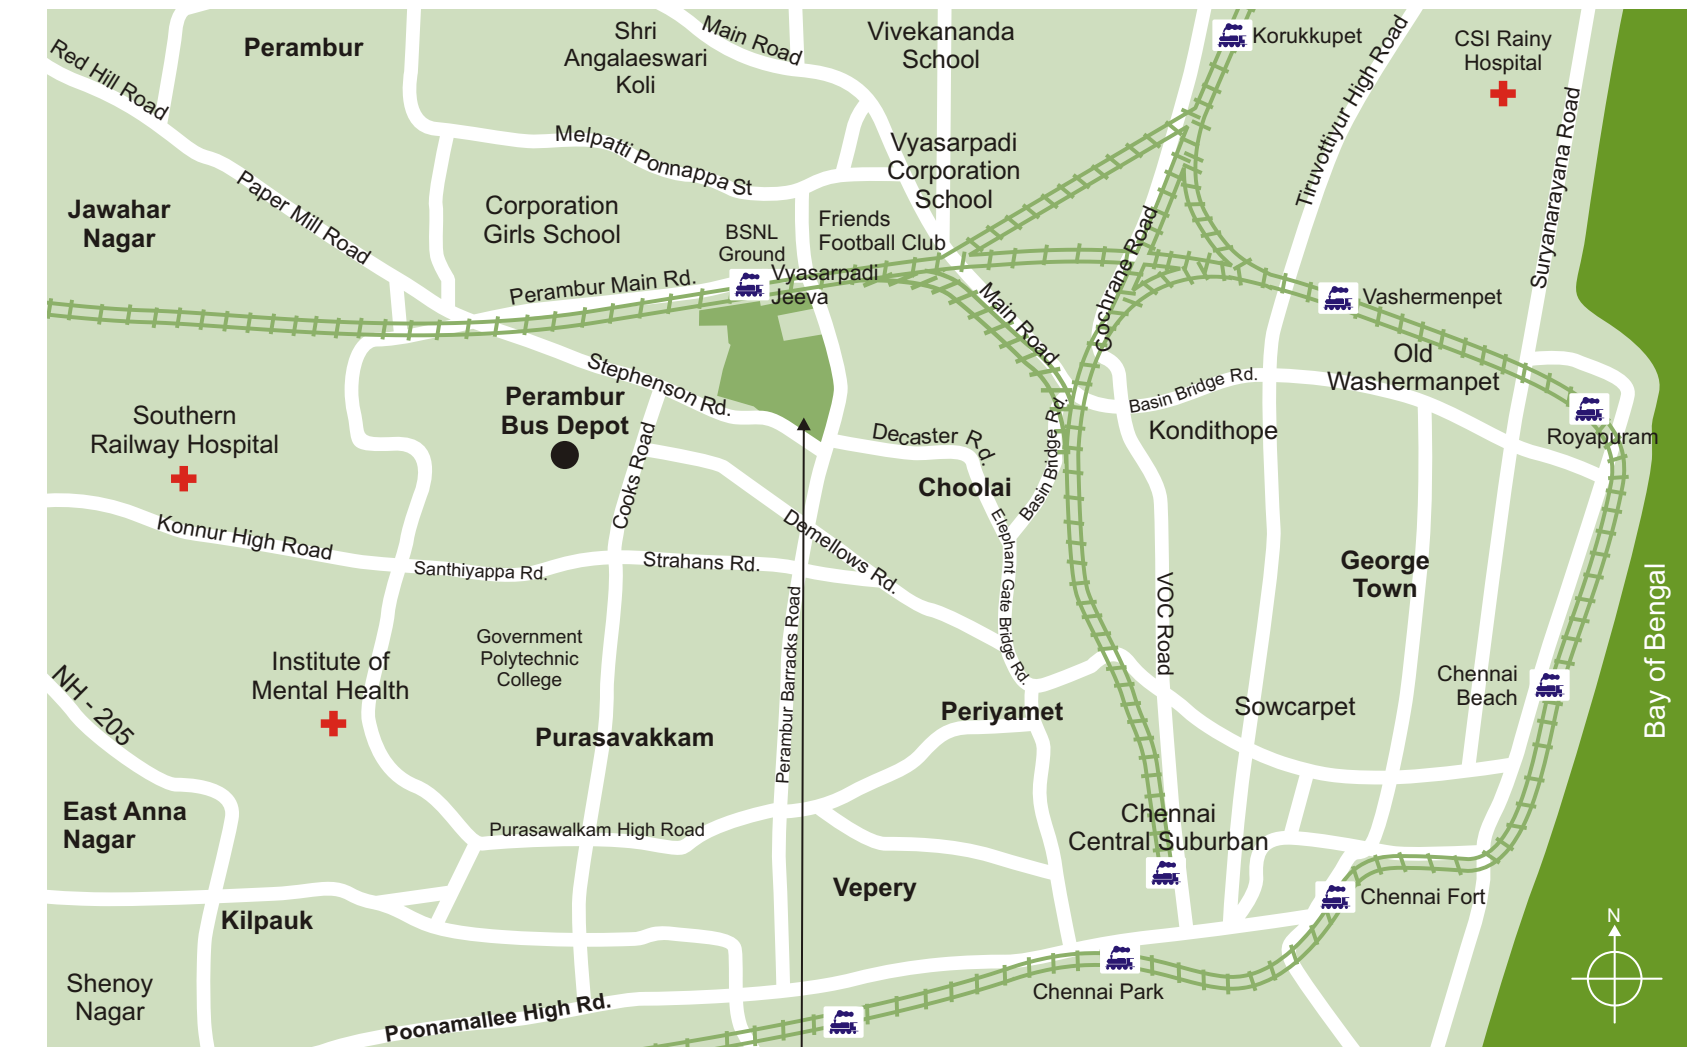 Perambur
Shri
Angalaeswari
Koli
Main Road
Vivekananda
School
Korukkupet
CSI Rainy
Hospital
Red Hill Road
Tiruvottiyur High Road
Suryanarayana Road
Melpatti Ponnappa St
Vyasarpadi
Corporation
School
Paper Mill Road
Jawahar
Nagar
Corporation
Girls School
BSNL
Ground
Friends
Football Club
Cochrane Road
Perambur Main Rd.
Vyasarpadi
Jeeva
Main Road
Vashermenpet
Old
Washermanpet
Stephenson Rd.
Basin Bridge Rd.
Perambur
Bus Depot
Southern
Railway Hospital
Cooks Road
Decaster Rd.
Basin Bridge Rd.
Kondithope
Royapuram
Choolai
Konnur High Road
Demellows Rd.
Elephant Gate Bridge Rd.
Santhiyappa Rd.
Strahans Rd.
George
Town
VOC Road
Perambur Barracks Road
Bay of Bengal
Government
Polytechnic
College
Institute of
Mental Health
NH - 205
Chennai
Beach
Periyamet
Sowcarpet
Purasavakkam
East Anna
Nagar
Purasawalkam High Road
Chennai
Central Suburban
Vepery
Chennai Fort
Kilpauk
N
Shenoy
Nagar
Chennai Park
Poonamallee High Rd.